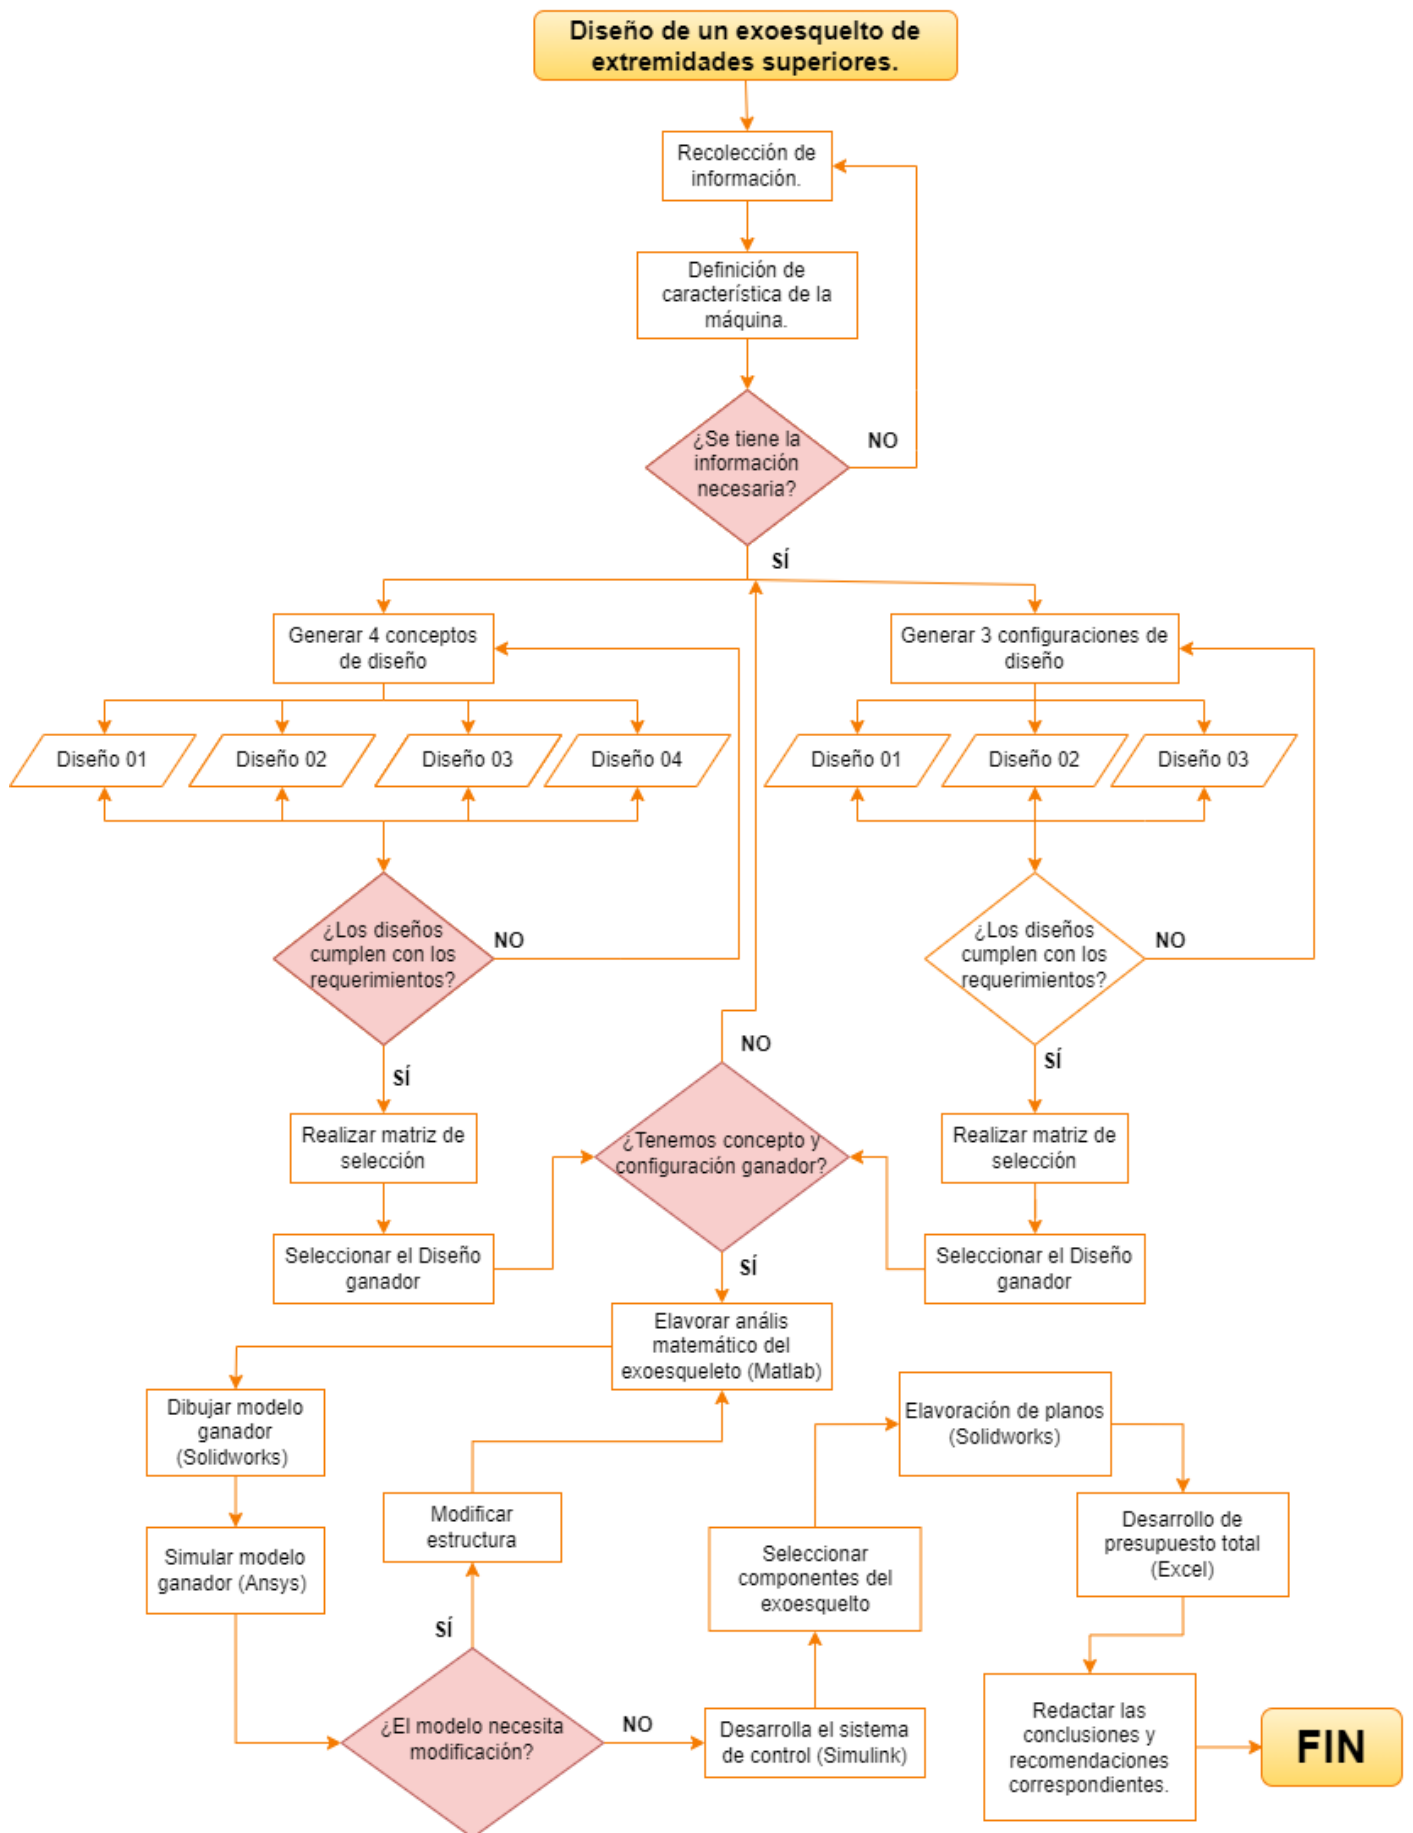 Diseño de un exoesquelto de
extremidades superiores.
Recolección de
información.
Definición de
característica de la
máquina.
¿Se tiene la
información
necesaria?
NO
SÍ
Generar 4 conceptos
de diseño
Generar 3 configuraciones de
diseño
Diseño 01
Diseño 02
Diseño 03
Diseño 04
Diseño 01
Diseño 02
Diseño 03
¿Los diseños
cumplen con los
requerimientos?
NO
¿Los diseños
cumplen con los
requerimientos?
NO
SÍ
NO
SÍ
Realizar matriz de
selección
¿Tenemos concepto y
configuración ganador?
Realizar matriz de
selección
Seleccionar el Diseño
ganador
SÍ
Seleccionar el Diseño
ganador
Elavorar anális
matemático del
exoesqueleto (Matlab)
Dibujar modelo
ganador
(Solidworks)
Elavoración de planos
(Solidworks)
Modificar
estructura
Simular modelo
ganador (Ansys)
Seleccionar
componentes del
exoesquelto
Desarrollo de
presupuesto total
(Excel)
SÍ
¿El modelo necesita
modificación?
NO
Desarrolla el sistema
de control (Simulink)
Redactar las
conclusiones y
recomendaciones
correspondientes.
FIN